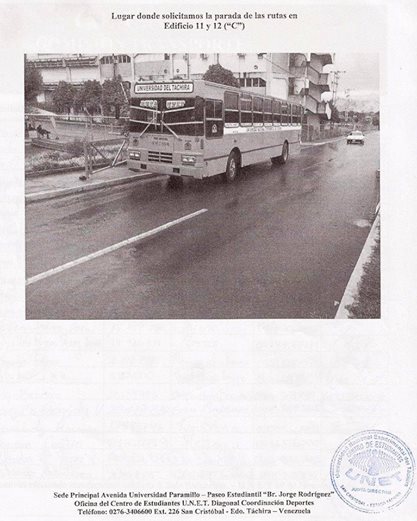 Lugar donde solicitamos la parada de las rutas en
Edificio 11 y 12 (“C”)
UNIVERSIDAD DEL TACHIRA
Sede Principal Avenida Universidad Paramillo – Paseo Estudiantil “Br. Jorge Rodríguez”
Oficina del Centro de Estudiantes U.N.E.T. Diagonal Coordinación Deportes
Teléfono: 0276-3406600 Ext. 226 San Cristóbal - Edo. Táchira – Venezuela
UNET
JUNTA DIRECTIVA